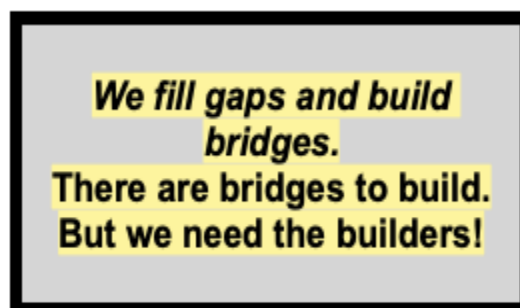 We fill gaps and build
bridges.
There are bridges to build.
But we need the builders!